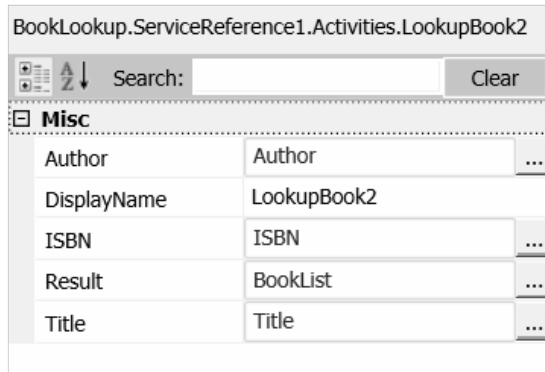 BookLookup.ServiceReference1.Activities.LookupBook2
A Z Search: Clear
Misc
Author Author ...
DisplayName LookupBook2
ISBN ISBN ...
Result BookList ...
Title Title ...